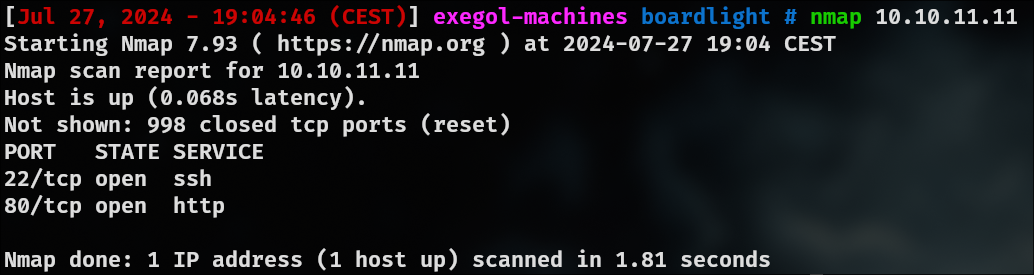 [Jul 27, 2024 - 19:04:46 (CEST)] exegol-machines boardlight # nmap 10.10.11.11
Starting Nmap 7.93 ( https://nmap.org ) at 2024-07-27 19:04 CEST
Nmap scan report for 10.10.11.11
Host is up (0.068s latency).
Not shown: 998 closed tcp ports (reset)
PORT   STATE SERVICE
22/tcp open  ssh
80/tcp open  http
Nmap done: 1 IP address (1 host up) scanned in 1.81 seconds